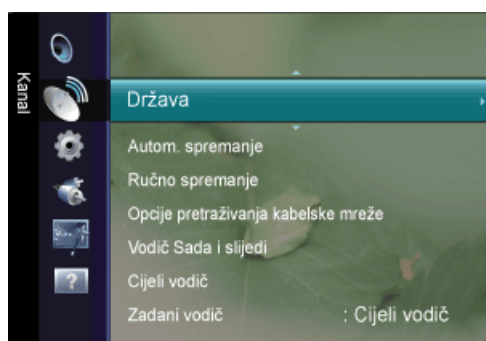 Kanal
Država
Autom. spremanje
Ručno spremanje
Opcije pretraživanja kabelske mreže
Vodič Sada i slijedi
Cijeli vodič
Zadani vodič : Cijeli vodič
?